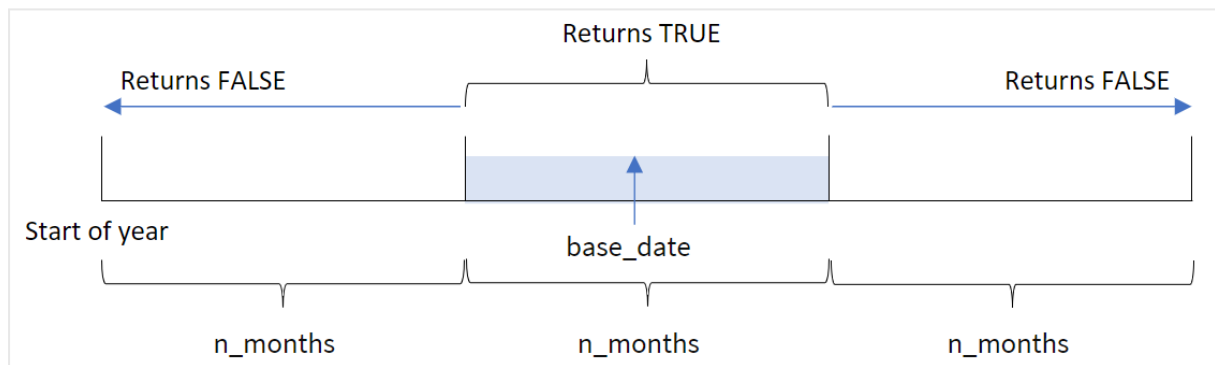 Returns TRUE
Returns FALSE
Returns FALSE
Start of year
base_date
n_months
n_months
n_months